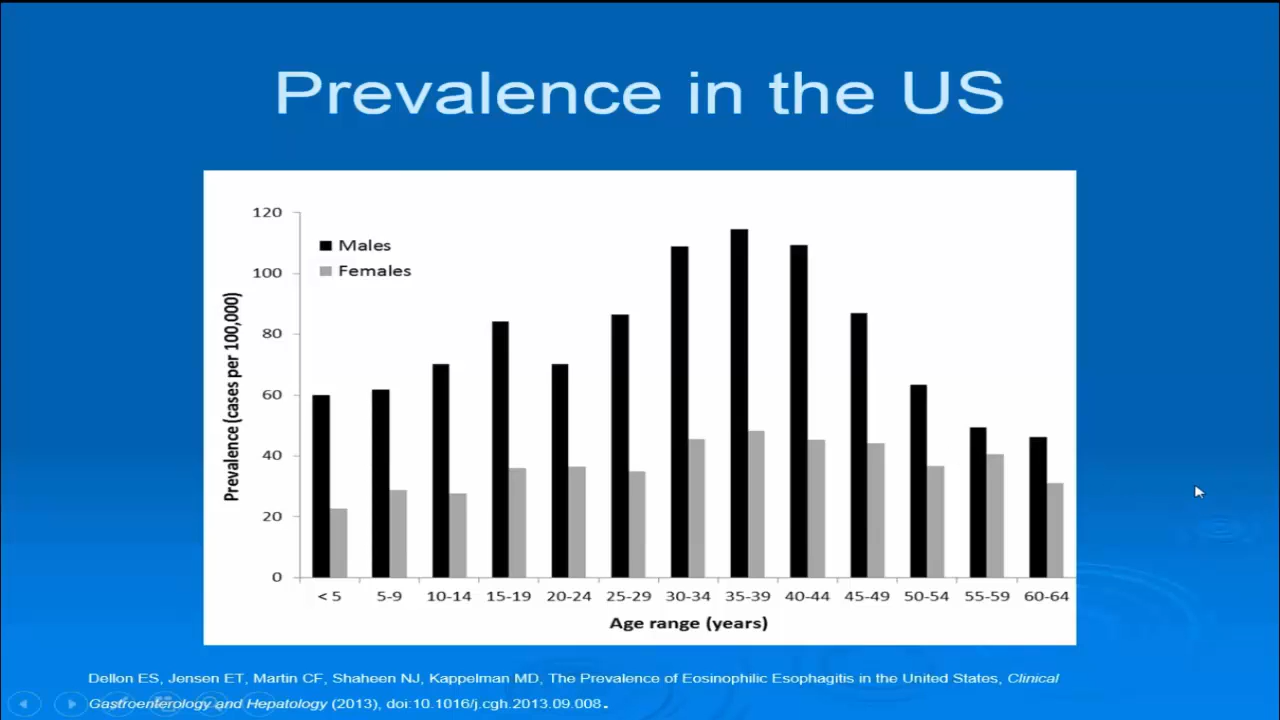 Prevalence in the US
120
100
80
60
40
20
0
Males
Females
Prevalence (cases per 100,000)
< 5 5-9 10-14 15-19 20-24 25-29 30-34 35-39 40-44 45-49 50-54 55-59 60-64
Age range (years)
Dellon ES, Jensen ET, Martin CF, Shaheen NJ, Kappelman MD, The Prevalence of Eosinophilic Esophagitis in the United States, Clinical
Gastroenterology and Hepatology (2013), doi:10.1016/j.cgh.2013.09.008.